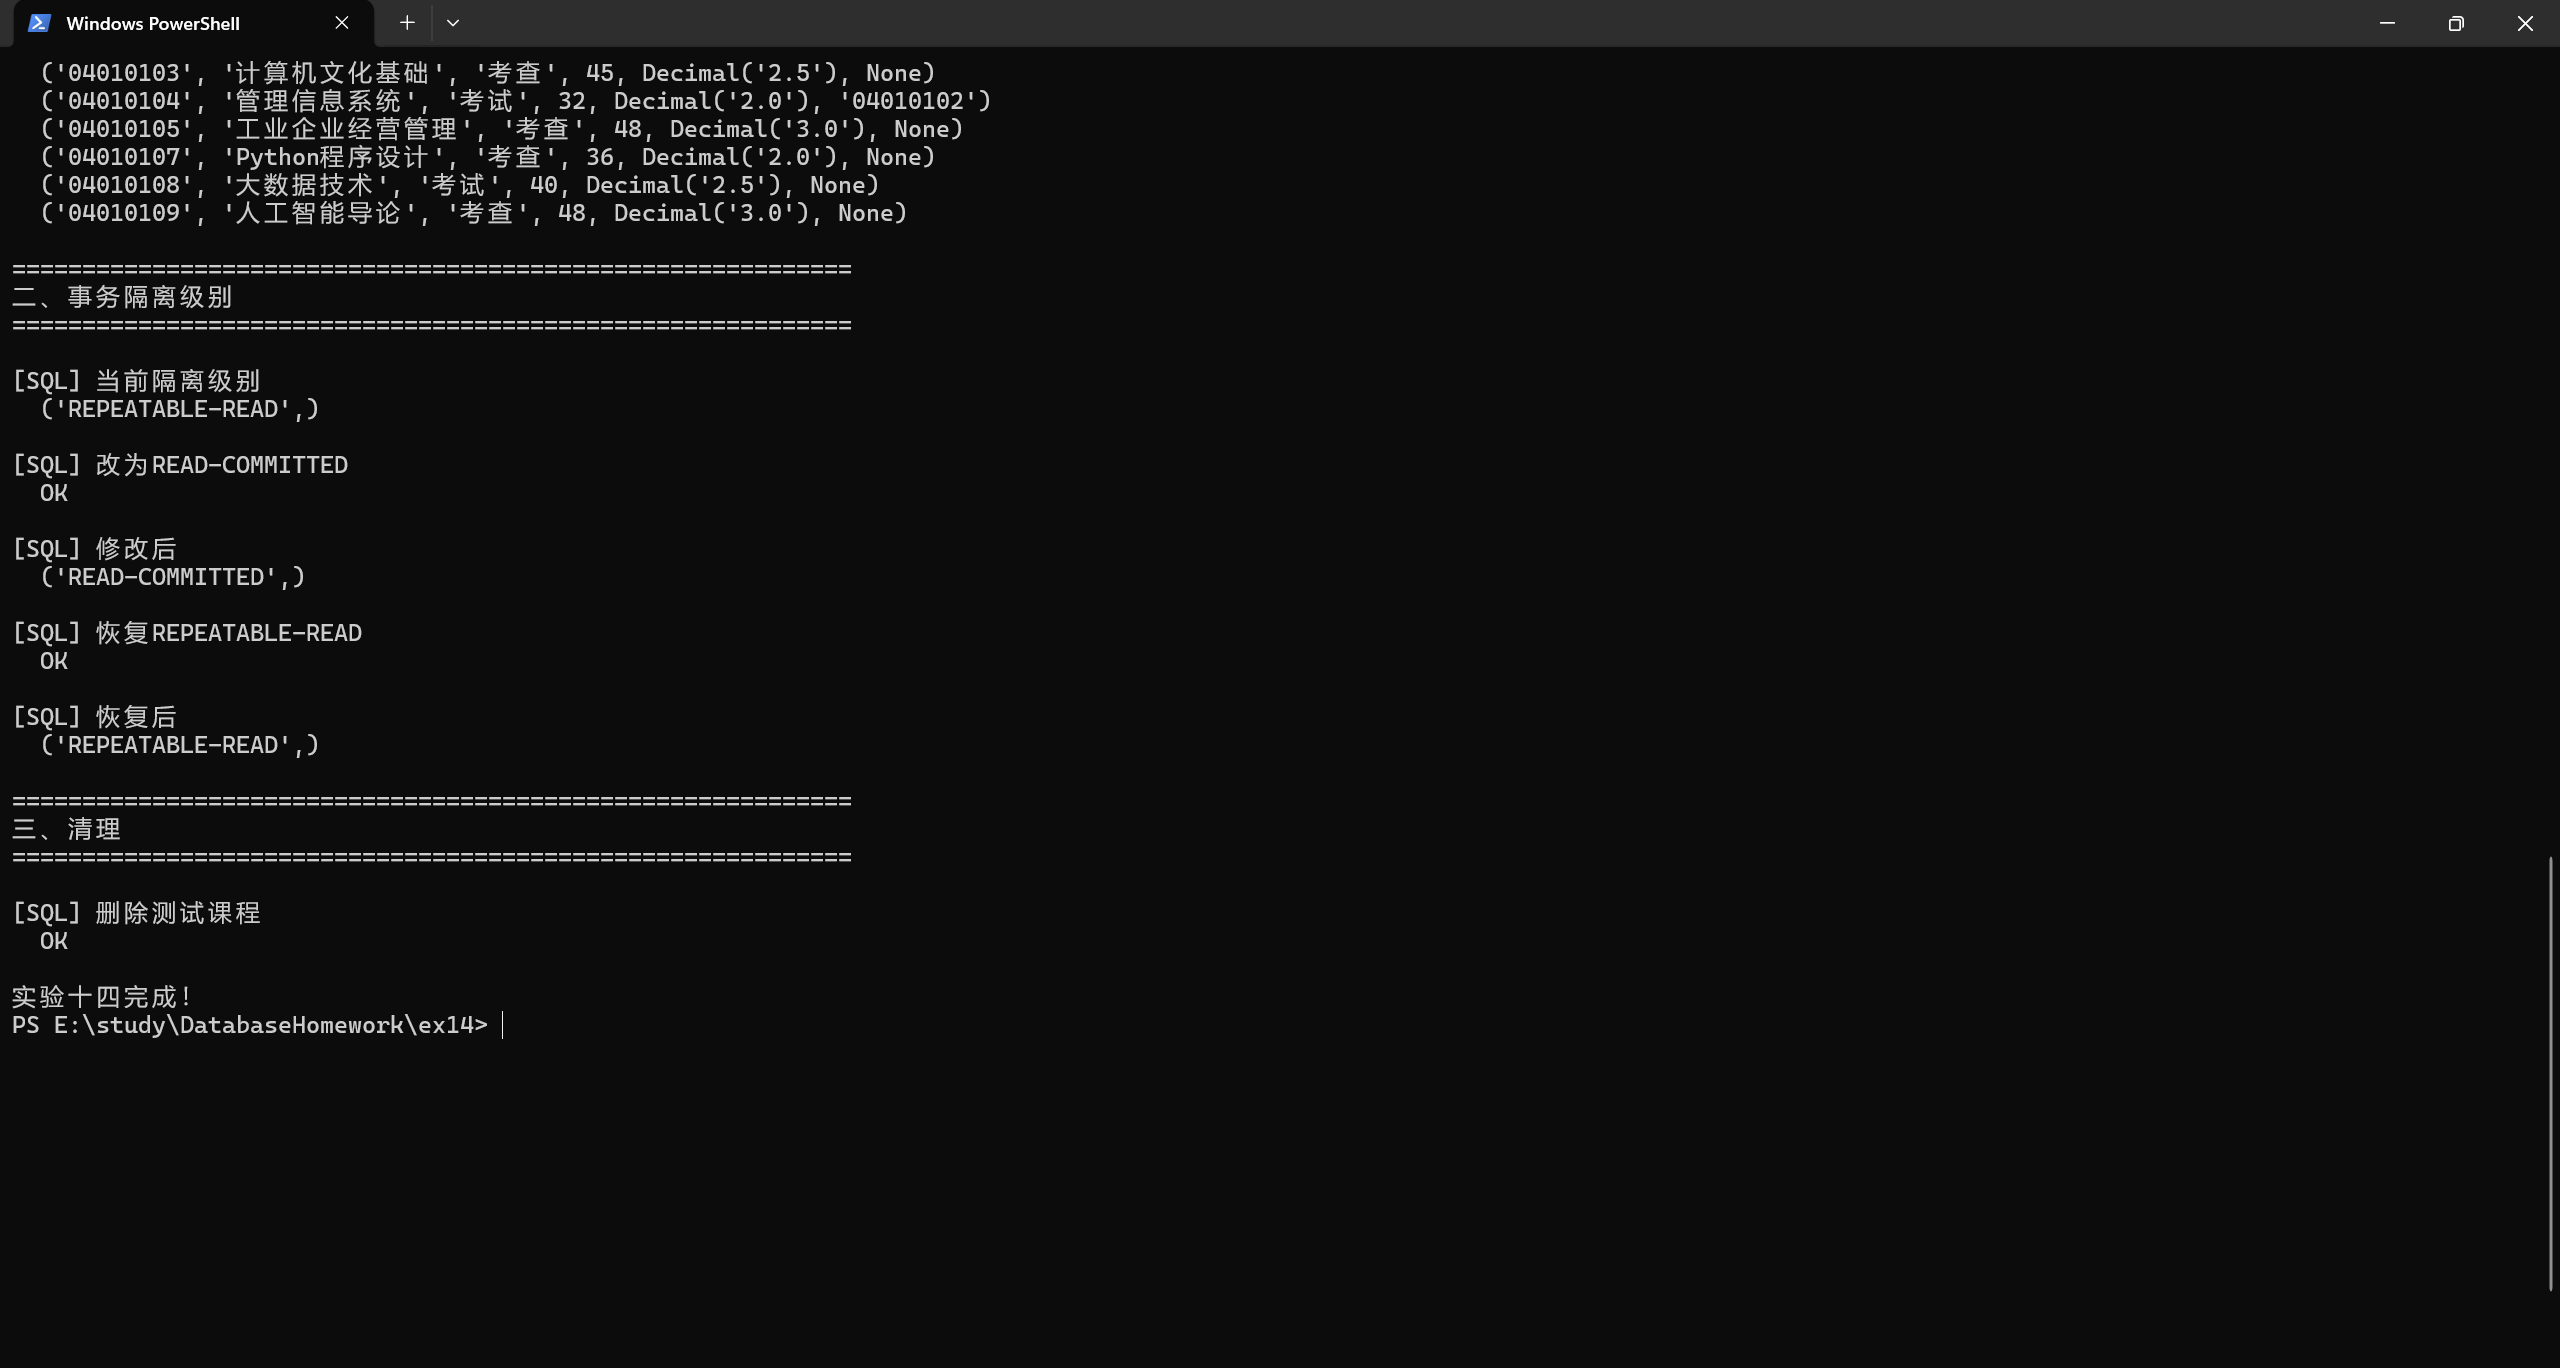 Windows PowerShell
('04010103', '计算机文化基础', '考查', 45, Decimal('2.5'), None)
('04010104', '管理信息系统', '考试', 32, Decimal('2.0'), '04010102')
('04010105', '工业企业经营管理', '考查', 48, Decimal('3.0'), None)
('04010107', 'Python程序设计', '考查', 36, Decimal('2.0'), None)
('04010108', '大数据技术', '考试', 40, Decimal('2.5'), None)
('04010109', '人工智能导论', '考查', 48, Decimal('3.0'), None)
============================================================
二、事务隔离级别
============================================================
[SQL] 当前隔离级别
('REPEATABLE-READ',)
[SQL] 改为READ-COMMITTED
OK
[SQL] 修改后
('READ-COMMITTED',)
[SQL] 恢复REPEATABLE-READ
OK
[SQL] 恢复后
('REPEATABLE-READ',)
============================================================
三、清理
============================================================
[SQL] 删除测试课程
OK
实验十四完成！
PS E:\study\DatabaseHomework\ex14>